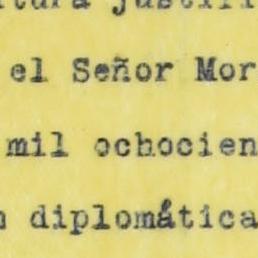 el Señor Mor
mil ochocien
n diplomática